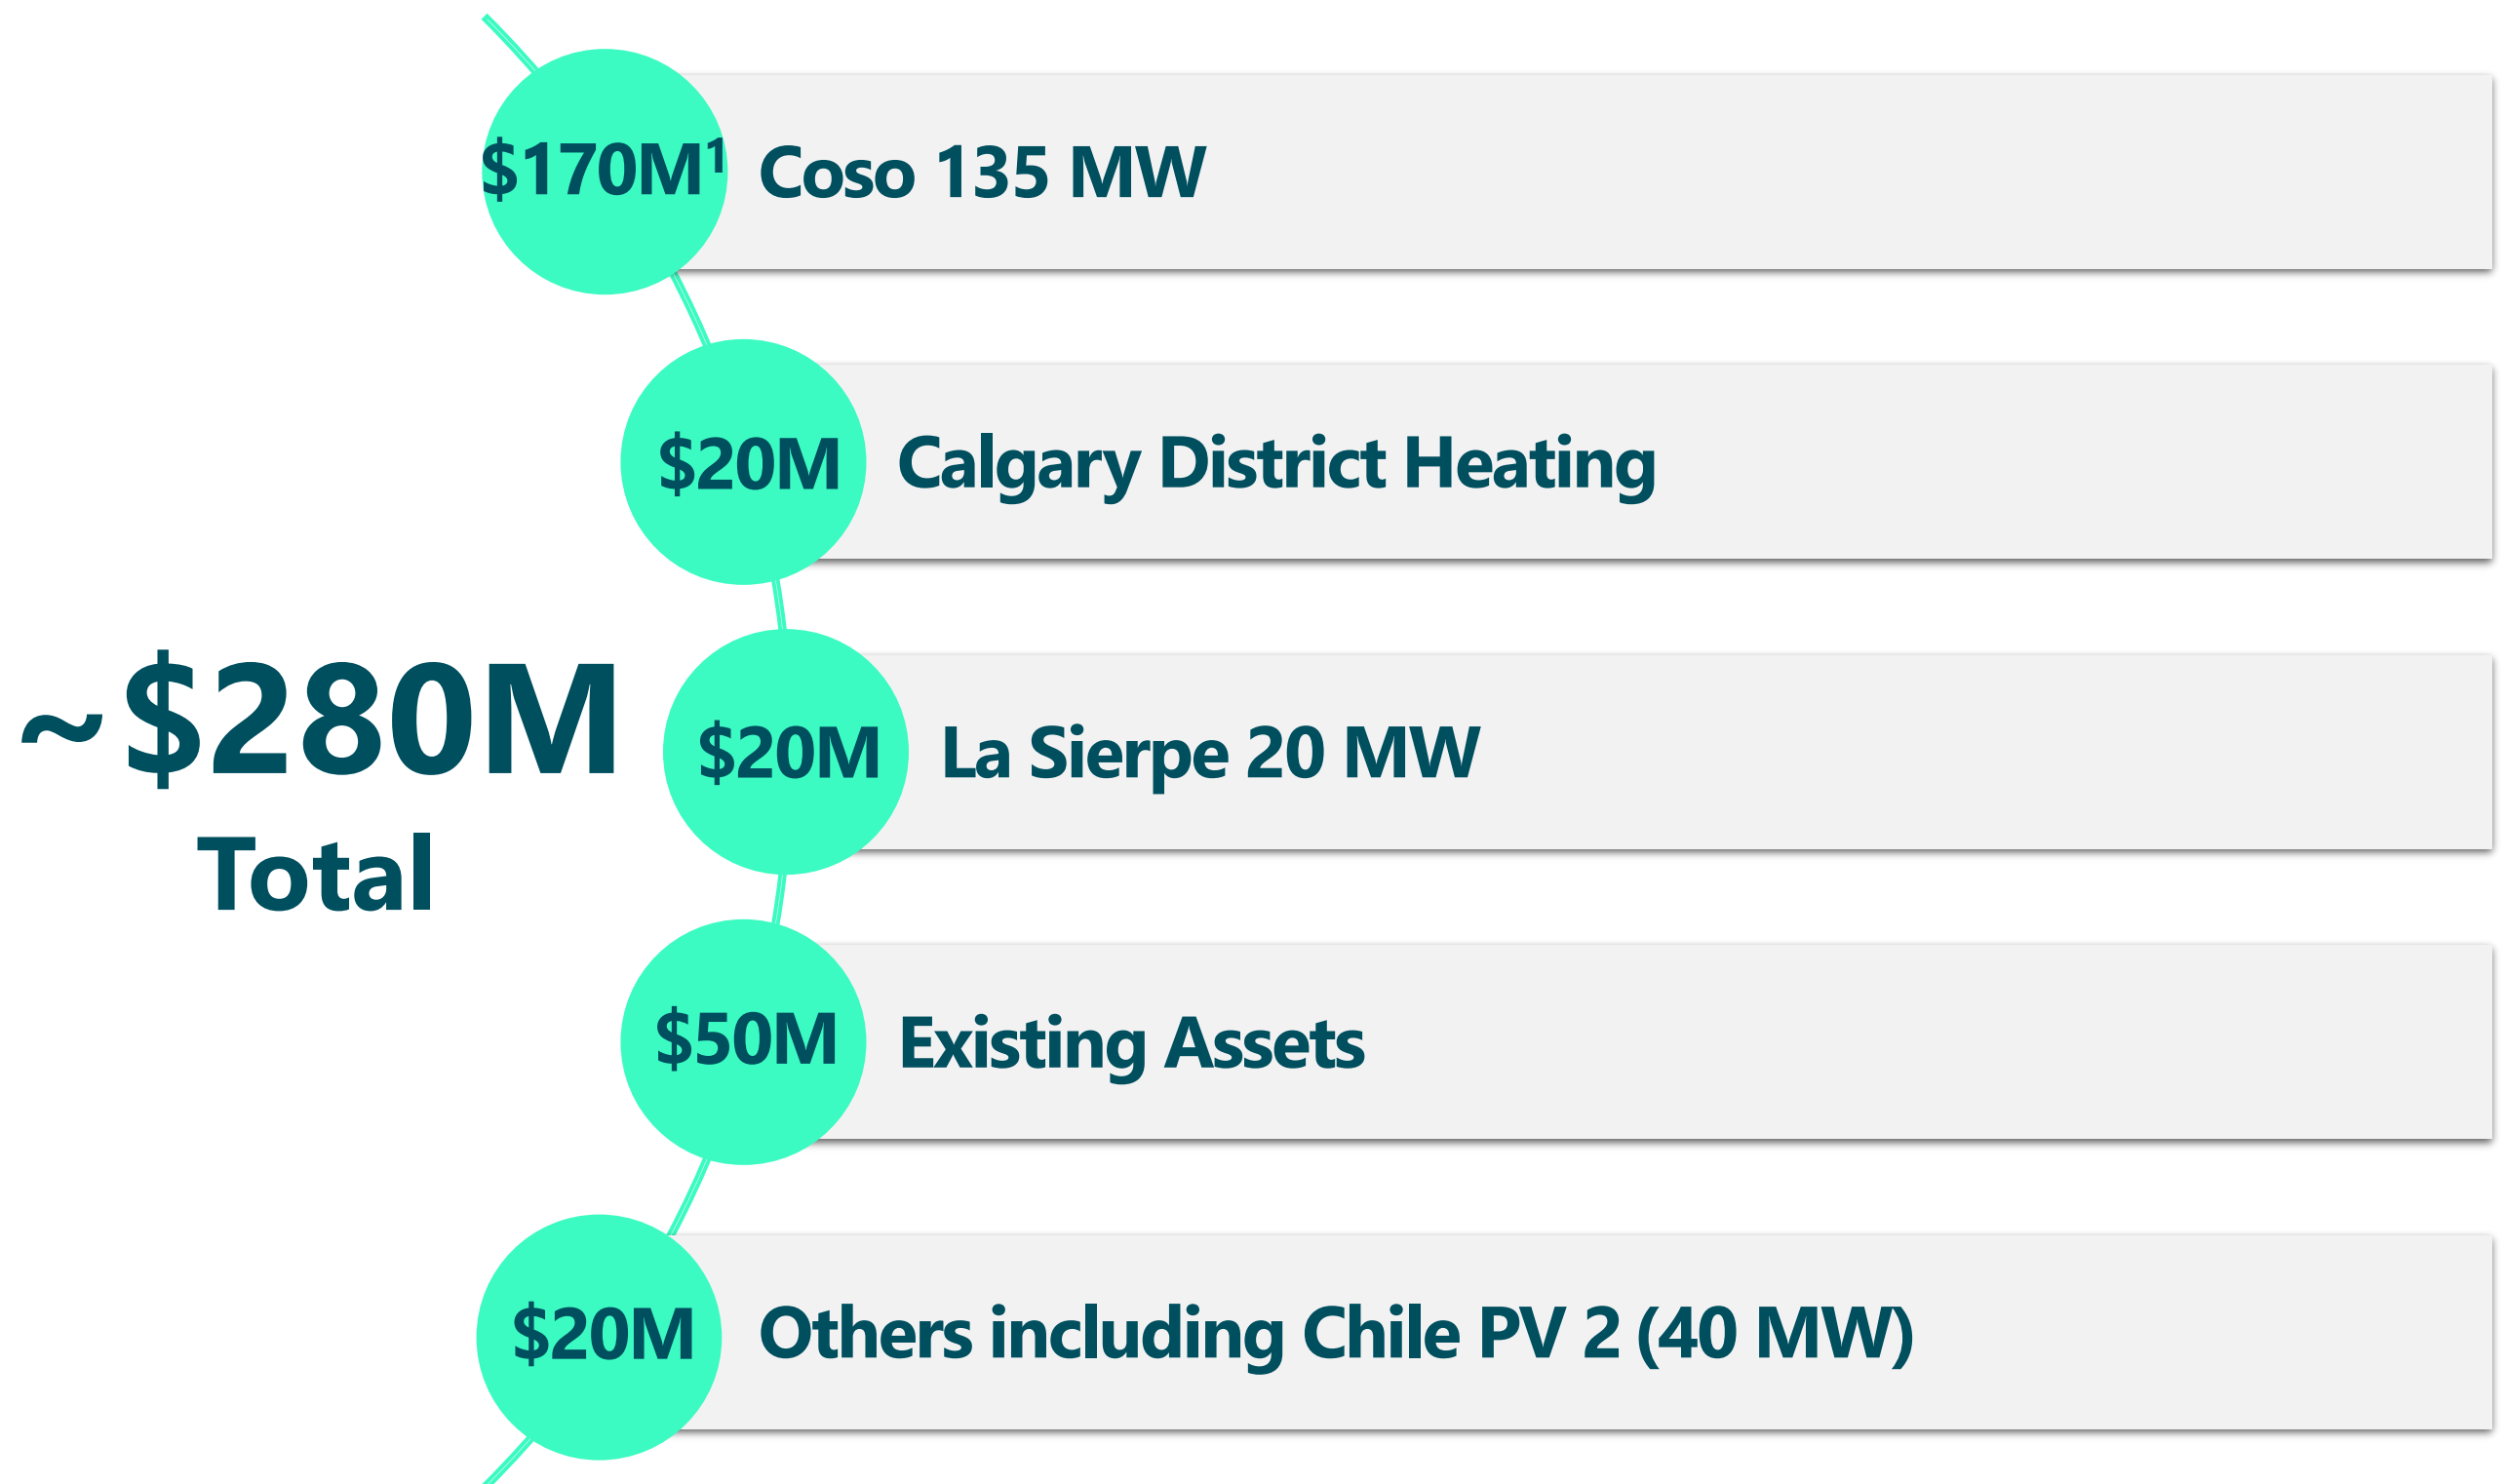 ~$280M
Total
$170M¹
Coso 135 MW
$20M
Calgary District Heating
$20M
La Sierpe 20 MW
$50M
Existing Assets
$20M
Others including Chile PV 2 (40 MW)